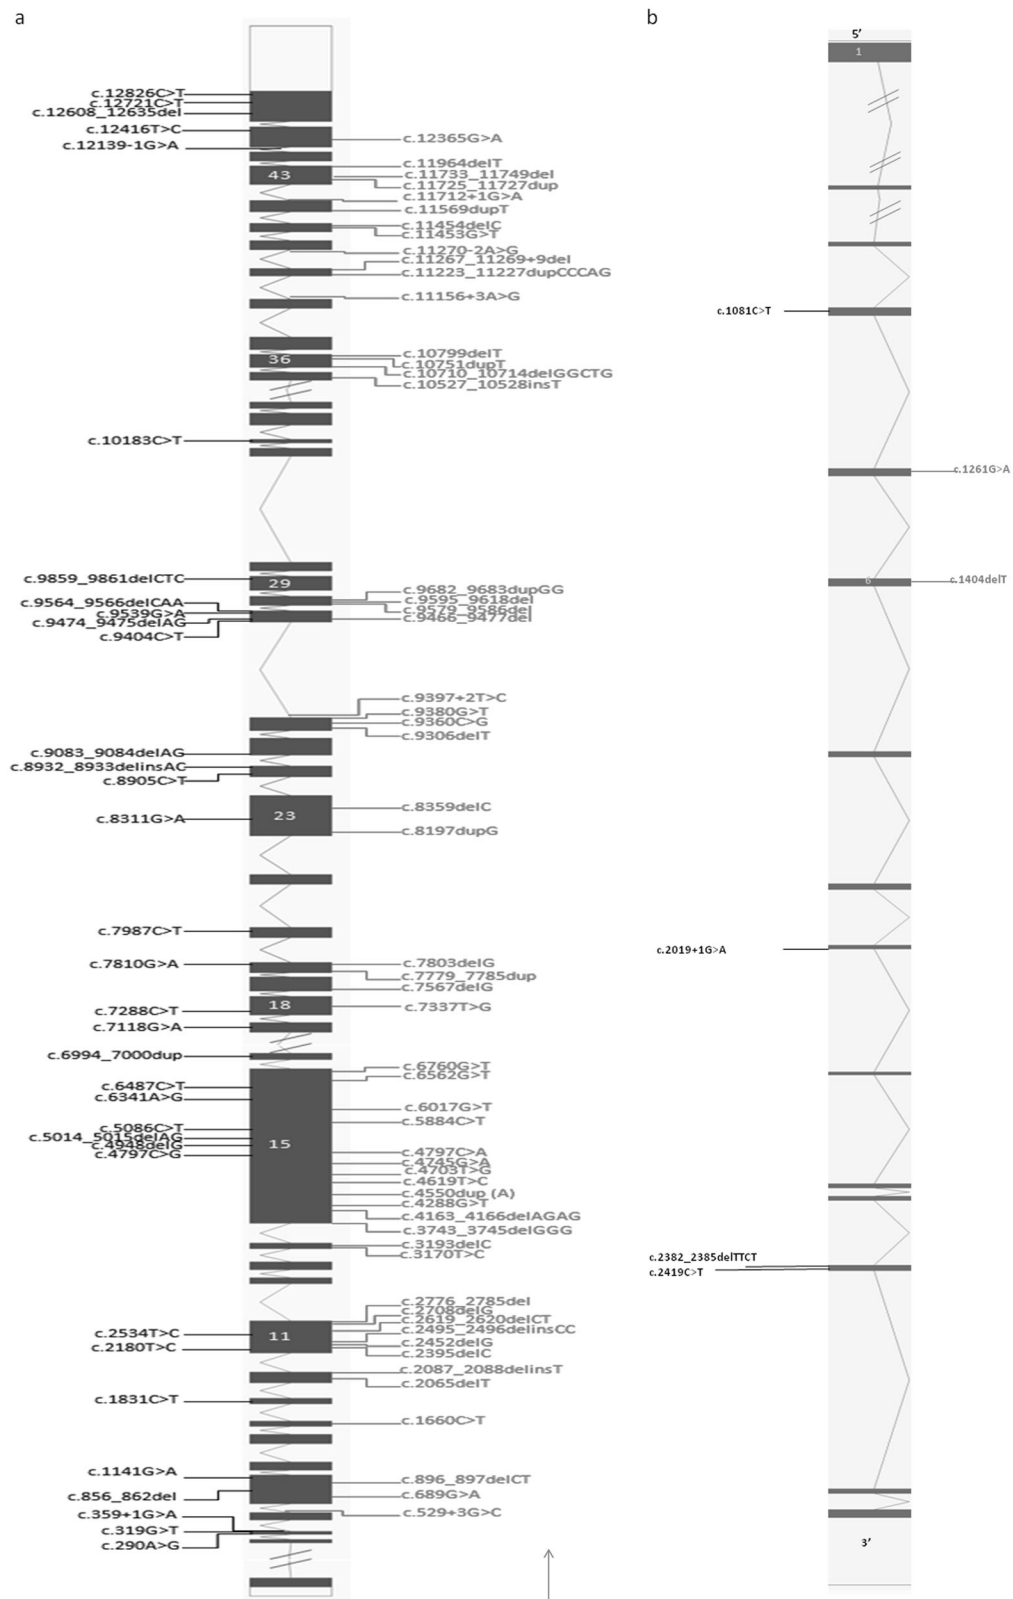 a
c.12826C>T
c.12721C>T
c.12608_12635del
c.12416T>C
c.12139-1G>A
c.10183C>T
c.9859_9861delCTC
c.9564_9566delCAA
c.9539G>A
c.9474_9475delAG
c.9404C>T
c.9083_9084delAG
c.8932_8933delinsAC
c.8905C>T
c.8311G>A
c.7987C>T
c.7810G>A
c.7288C>T
c.7118G>A
c.6994_7000dup
c.6487C>T
c.6341A>G
c.5086C>T
c.5014_5015delAG
c.4948delG
c.4797C>G
c.2534T>C
c.2180T>C
c.1831C>T
c.1141G>A
c.856_862del
c.359+1G>A
c.319G>T
c.290A>G
43
36
29
23
18
15
11
c.12365G>A
c.11964delT
c.11733_11749del
c.11725_11727dup
c.11712+1G>A
c.11569dupT
c.11454delC
c.11453G>T
c.11270-2A>G
c.11267_11269+9del
c.11223_11227dupCCCAG
c.11156+3A>G
c.10799delT
c.10751dupT
c.10710_10714delGGCTG
c.10527_10528insT
c.9682_9683dupGG
c.9595_9618del
c.9579_9586del
c.9466_9477del
c.9397+2T>C
c.9380G>T
c.9360C>G
c.9306delT
c.8359delC
c.8197dupG
c.7803delG
c.7779_7785dup
c.7567delG
c.7337T>G
c.6760G>T
c.6562G>T
c.6017G>T
c.5884C>T
c.4797C>A
c.4745G>A
c.4703T>G
c.4619T>C
c.4550dup (A)
c.4288G>T
c.4163_4166delAGAG
c.3743_3745delGGG
c.3193delC
c.3170T>C
c.2776_2785del
c.2708delG
c.2619_2620delCT
c.2495_2496delinsCC
c.2452delG
c.2395delC
c.2087_2088delinsT
c.2065delT
c.1660C>T
c.896_897delCT
c.689G>A
c.529+3G>C
b
5’
1
c.1081C>T
c.1261G>A
6
c.1404delT
c.2019+1G>A
c.2382_2385delTTCT
c.2419C>T
3’